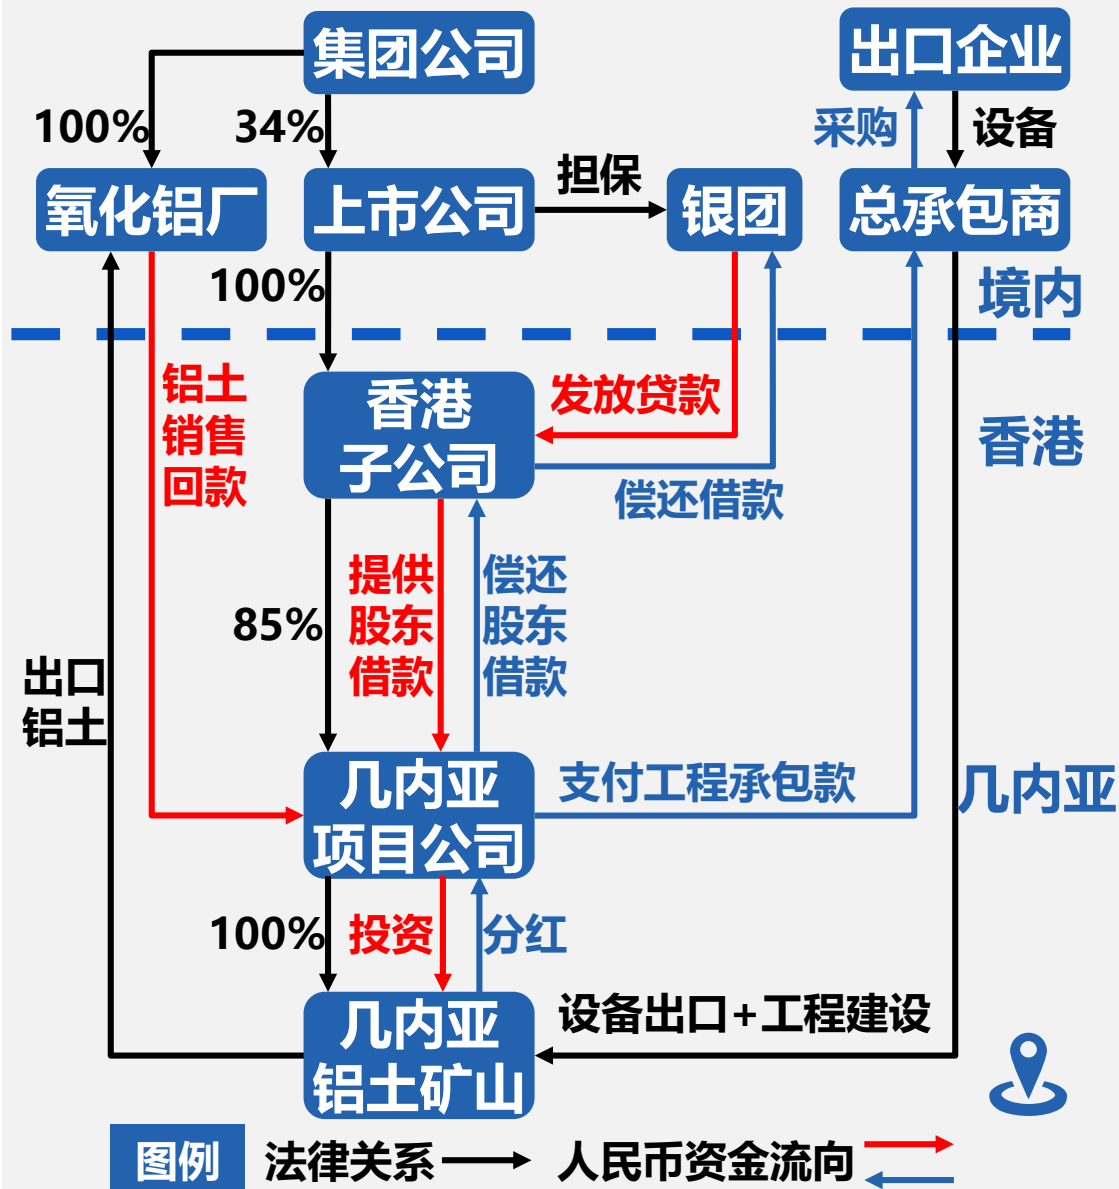 集团公司
出口企业
100%
34%
采购
设备
担保
氧化铝厂
上市公司
银团
总承包商
100%
境内
铝土
销售
回款
香港
子公司
发放贷款
香港
偿还借款
85%
提供
股东
借款
偿还
股东
借款
出口
铝土
几内亚
项目公司
支付工程承包款
几内亚
100%
投资
分红
几内亚
铝土矿山
设备出口+工程建设
图例
法律关系
人民币资金流向